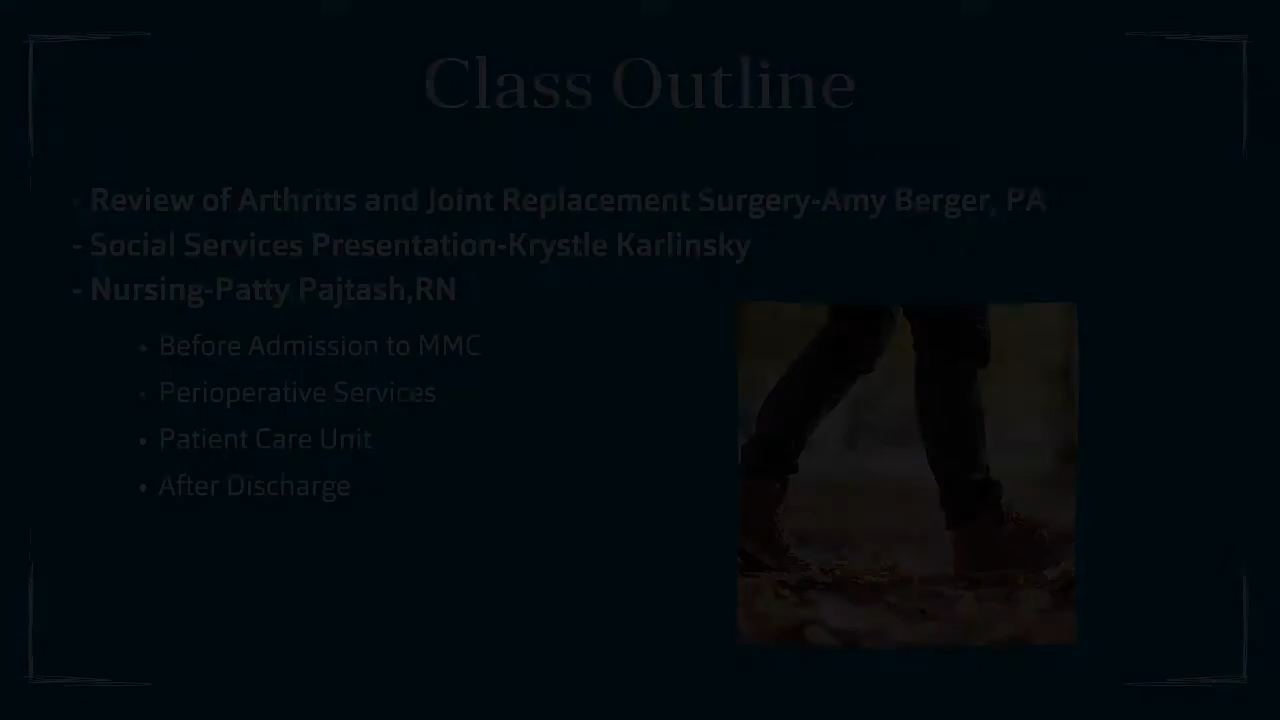 Class Outline
- Review of Arthritis and Joint Replacement Surgery-Amy Berger, PA
- Social Services Presentation-Krystle Karlinsky
- Nursing-Patty Pajtash,RN
• Before Admission to MMC
• Perioperative Services
• Patient Care Unit
• After Discharge